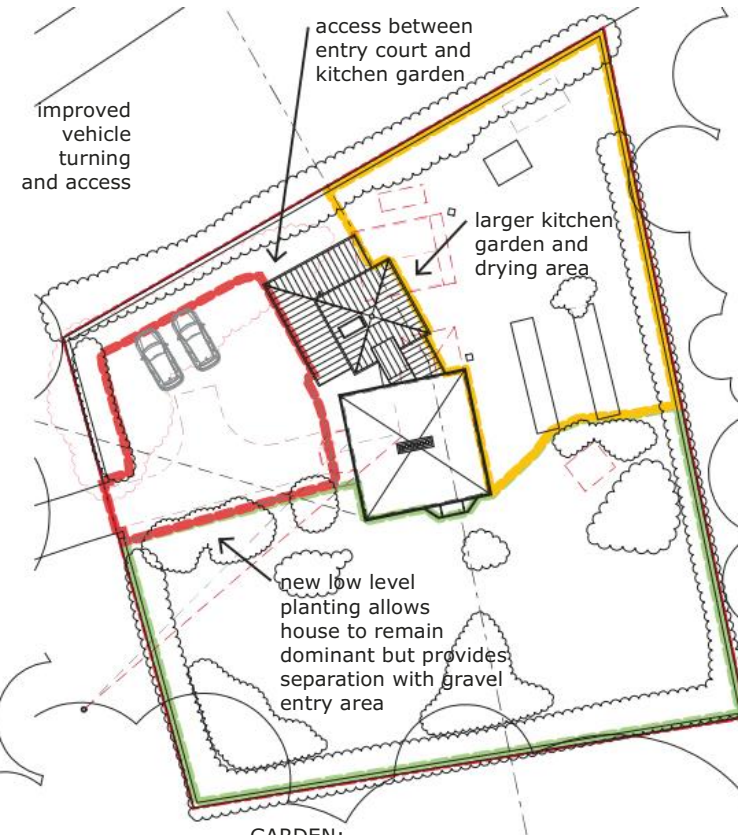 access between
entry court and
kitchen garden
improved
vehicle
turning
and access
larger kitchen
garden and
drying area
new low level
planting allows
house to remain
dominant but provides
separation with gravel
entry area
GARDEN: